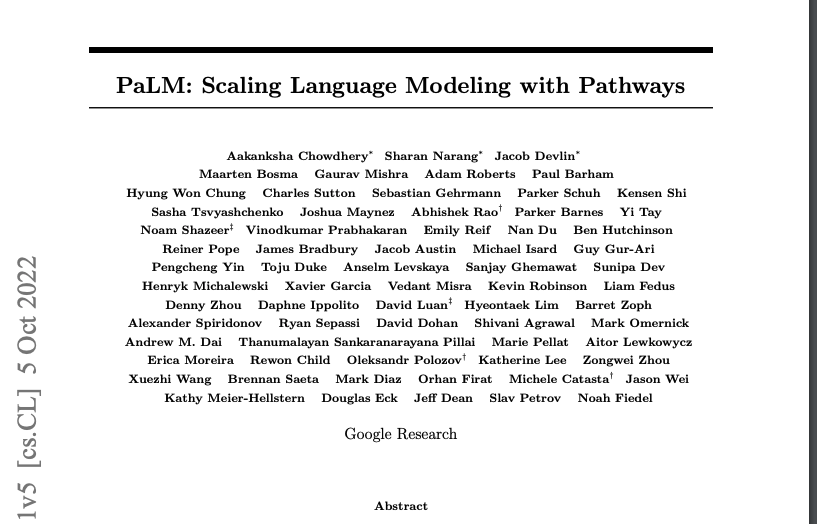 PaLM: Scaling Language Modeling with Pathways
Aakanksha Chowdhery* Sharan Narang* Jacob Devlin*
Maarten Bosma Gaurav Mishra Adam Roberts Paul Barham
Hyung Won Chung Charles Sutton Sebastian Gehrmann Parker Schuh Kensen Shi
Sasha Tsvyashchenko Joshua Maynez Abhishek Rao† Parker Barnes Yi Tay
Noam Shazeer‡ Vinodkumar Prabhakaran Emily Reif Nan Du Ben Hutchinson
Reiner Pope James Bradbury Jacob Austin Michael Isard Guy Gur-Ari
Pengcheng Yin Toju Duke Anselm Levskaya Sanjay Ghemawat Sunipa Dev
Henryk Michalewski Xavier Garcia Vedant Misra Kevin Robinson Liam Fedus
Denny Zhou Daphne Ippolito David Luan‡ Hyeontaek Lim Barret Zoph
Alexander Spiridonov Ryan Sepassi David Dohan Shivani Agrawal Mark Omernick
Andrew M. Dai Thanumalayan Sankaranarayana Pillai Marie Pellat Aitor Lewkowycz
Erica Moreira Rewon Child Oleksandr Polozov† Katherine Lee Zongwei Zhou
Xuezhi Wang Brennan Saeta Mark Diaz Orhan Firat Michele Catasta† Jason Wei
Kathy Meier-Hellstern Douglas Eck Jeff Dean Slav Petrov Noah Fiedel
Google Research
Abstract
1v5 [cs.CL] 5 Oct 2022